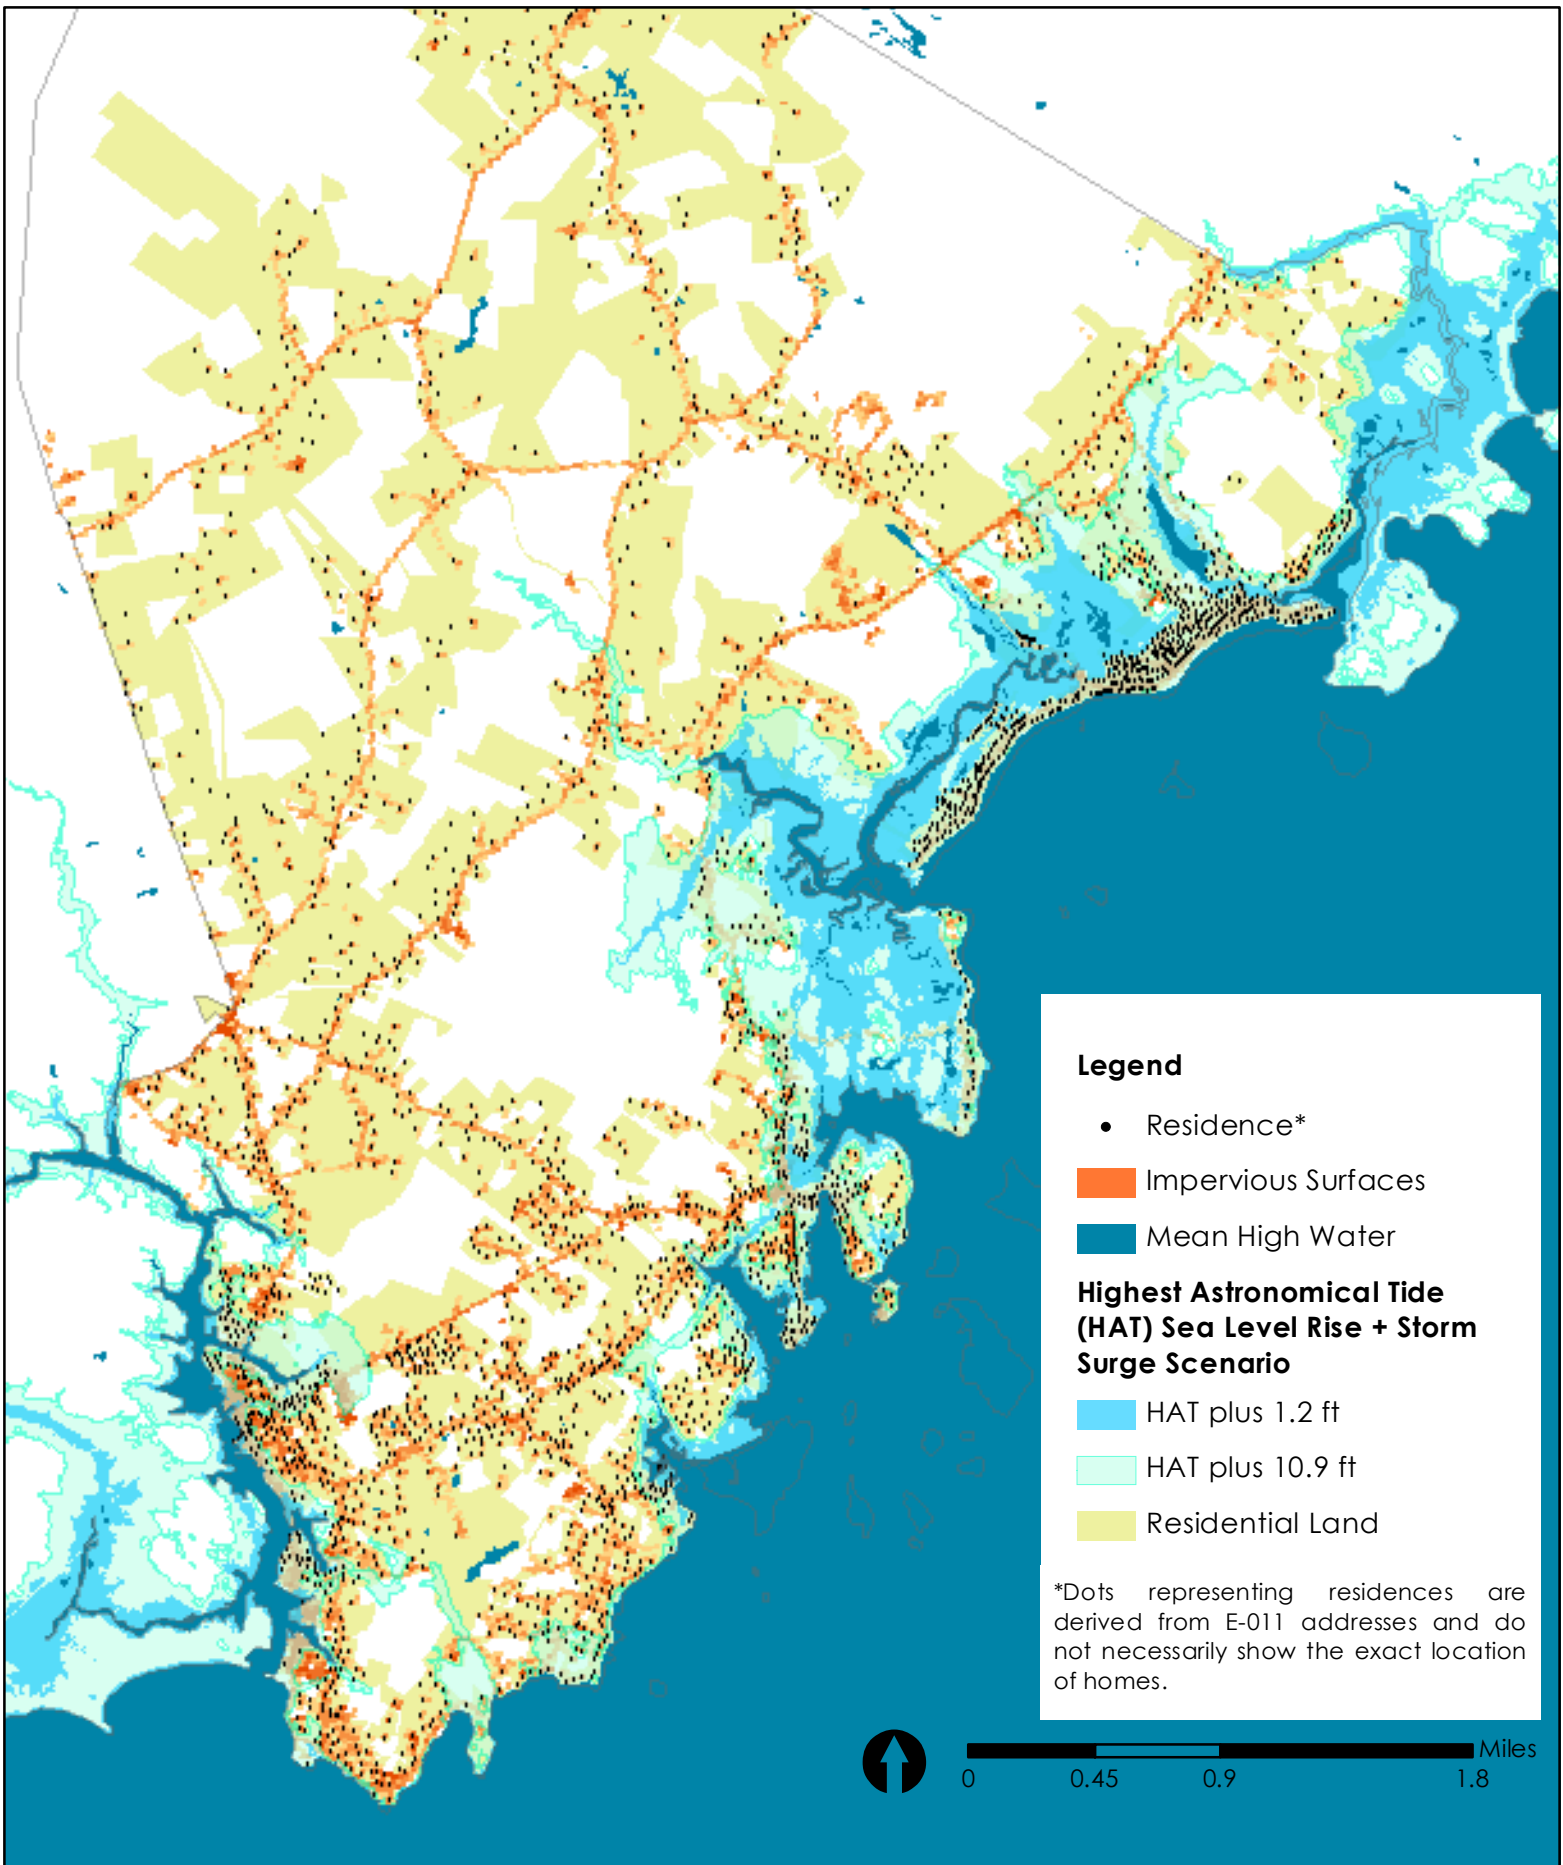 Legend
Residence*
Impervious Surfaces
Mean High Water
Highest Astronomical Tide
(HAT) Sea Level Rise + Storm
Surge Scenario
HAT plus 1.2 ft
HAT plus 10.9 ft
Residential Land
*Dots representing residences are
derived from E-011 addresses and do
not necessarily show the exact location
of homes.
Miles
0 0.45 0.9 1.8